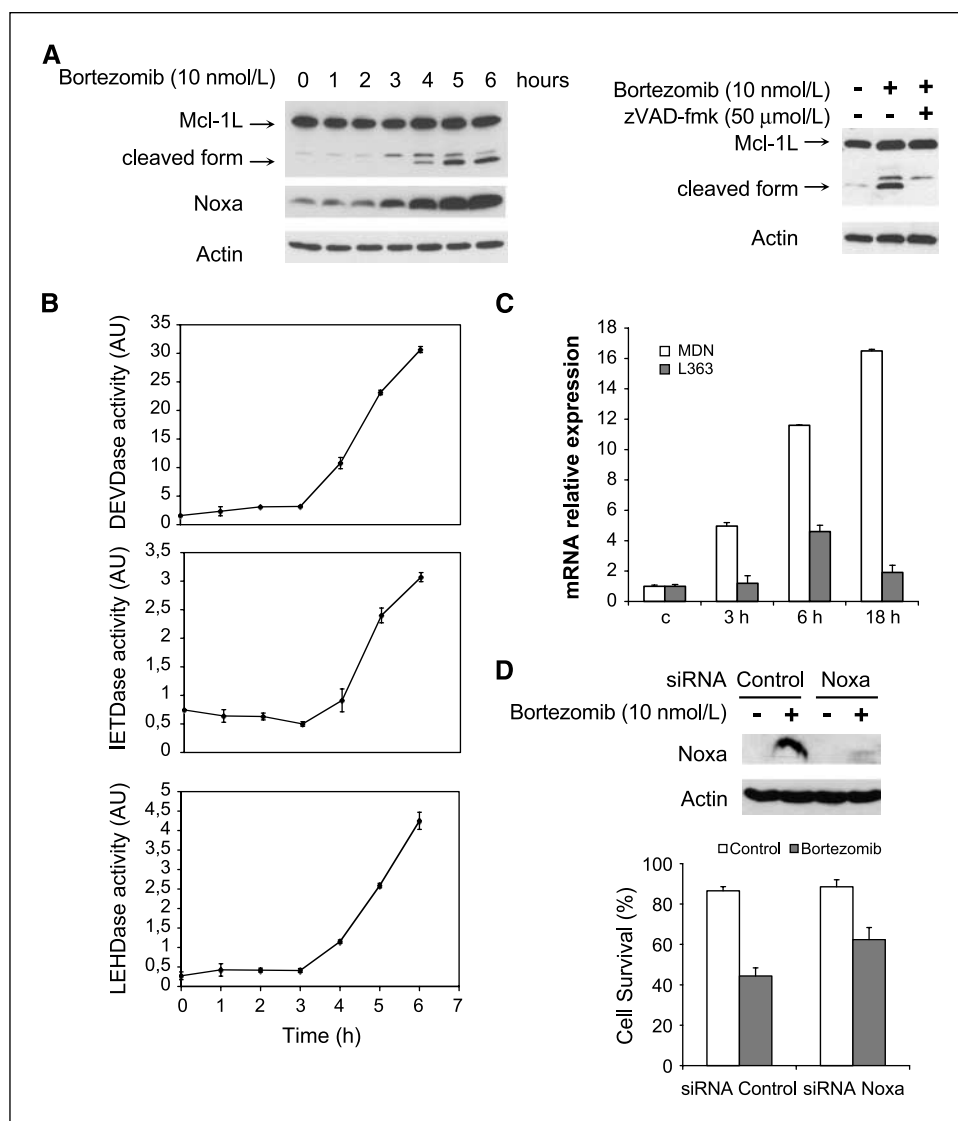 A
Bortezomib (10 nmol/L) 0 1 2 3 4 5 6 hours
Mcl-1L →
cleaved form →
Noxa
Actin
Bortezomib (10 nmol/L) - + +
zVAD-fmk (50 μmol/L) - - +
Mcl-1L →
cleaved form →
Actin
B
DEVDase activity (AU)
35
30
25
20
15
10
5
0
IETDase activity (AU)
3,5
3
2,5
2
1,5
1
0,5
0
LEHDase activity (AU)
5
4,5
4
3,5
3
2,5
2
1,5
1
0,5
0
0 1 2 3 4 5 6 7
Time (h)
C
mRNA relative expression
18
16
14
12
10
8
6
4
2
0
MDN
L363
c 3 h 6 h 18 h
D
siRNA Control Noxa
Bortezomib (10 nmol/L) - + - +
Noxa
Actin
Control Bortezomib
Cell Survival (%)
100
80
60
40
20
0
siRNA Control siRNA Noxa